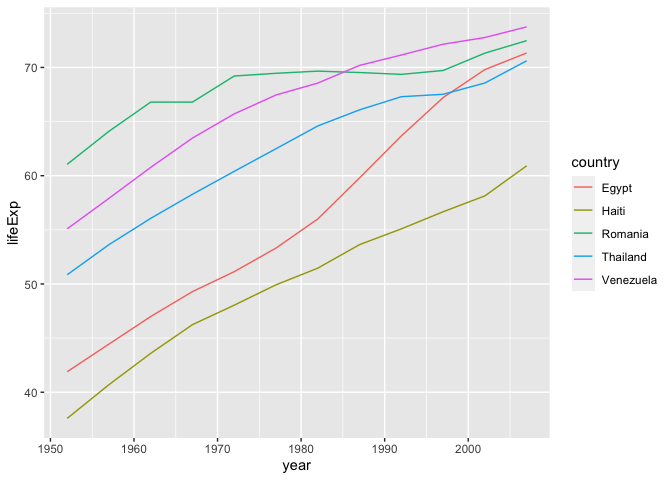 70
60
50
40
lifeExp
1950 1960 1970 1980 1990 2000
year
country
Egypt
Haiti
Romania
Thailand
Venezuela